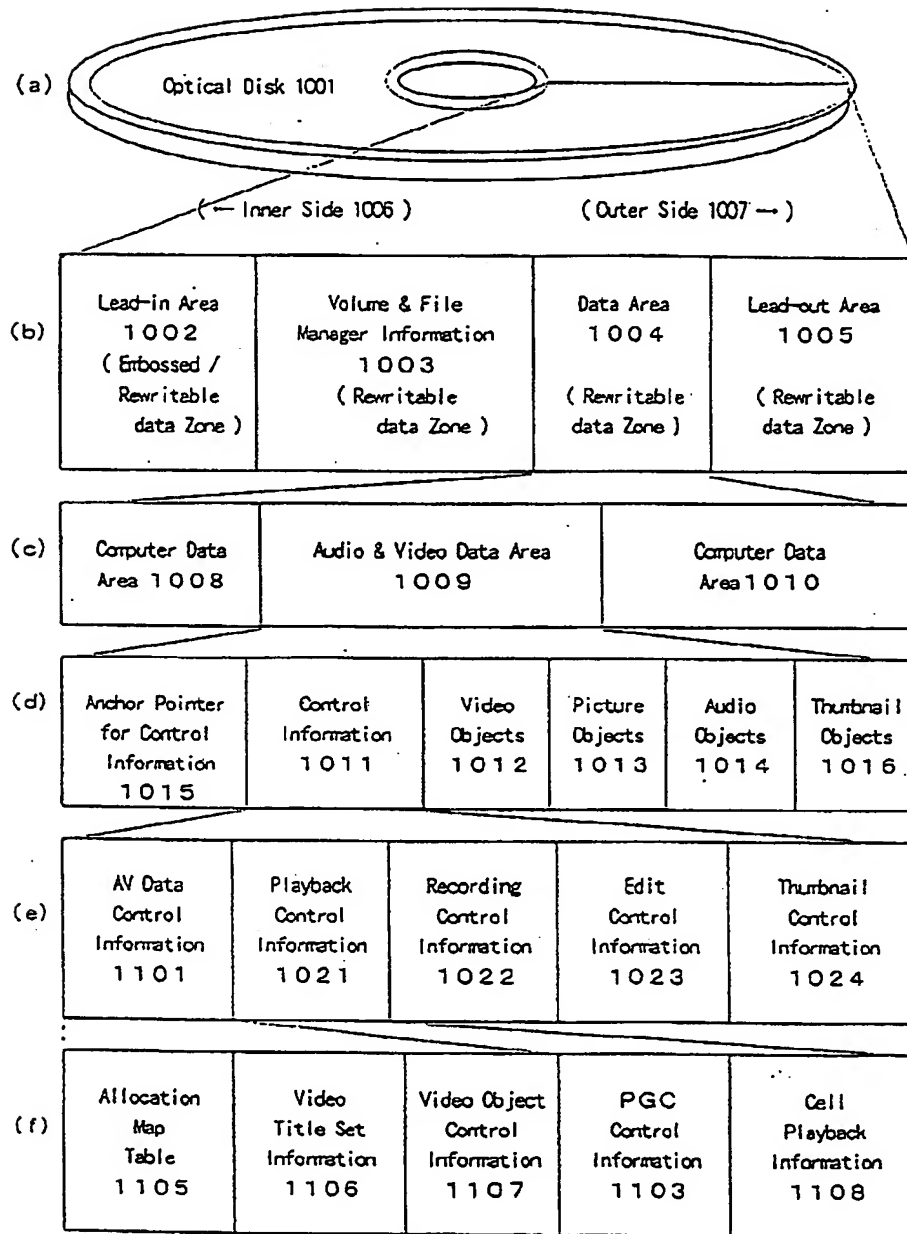 (a)
Optical Disk 1001
(← Inner Side 1006 )
(Outer Side 1007 → )
(b)
Lead-in Area
1002
( Embossed /
Rewritable
data Zone )
Volume & File
Manager Information
1003
( Rewritable
data Zone )
Data Area
1004
( Rewritable
data Zone )
Lead-out Area
1005
( Rewritable
data Zone )
(c)
Computer Data
Area 1008
Audio & Video Data Area
1009
Computer Data
Area 1010
(d)
Anchor Pointer
for Control
Information
1015
Control
Information
1011
Video
Objects
1012
Picture
Objects
1013
Audio
Objects
1014
Thumbnail
Objects
1016
(e)
AV Data
Control
Information
1101
Playback
Control
Information
1021
Recording
Control
Information
1022
Edit
Control
Information
1023
Thumbnail
Control
Information
1024
(f)
Allocation
Map
Table
1105
Video
Title Set
Information
1106
Video Object
Control
Information
1107
PGC
Control
Information
1103
Cell
Playback
Information
1108